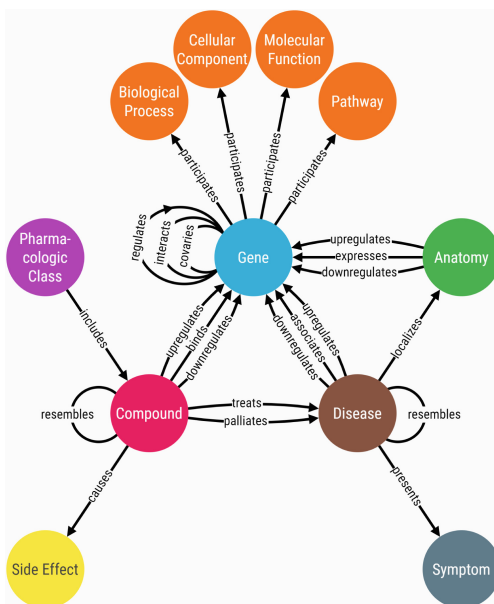 Cellular
Component
Molecular
Function
Biological
Process
Pathway
participates
participates
participates
participates
regulates
interacts
covaries
Pharma-
cologic
Class
Gene
upregulates
expresses
downregulates
Anatomy
includes
upregulates
binds
downregulates
downregulates
associates
upregulates
localizes
resembles
Compound
treats
palliates
Disease
resembles
causes
presents
Side Effect
Symptom